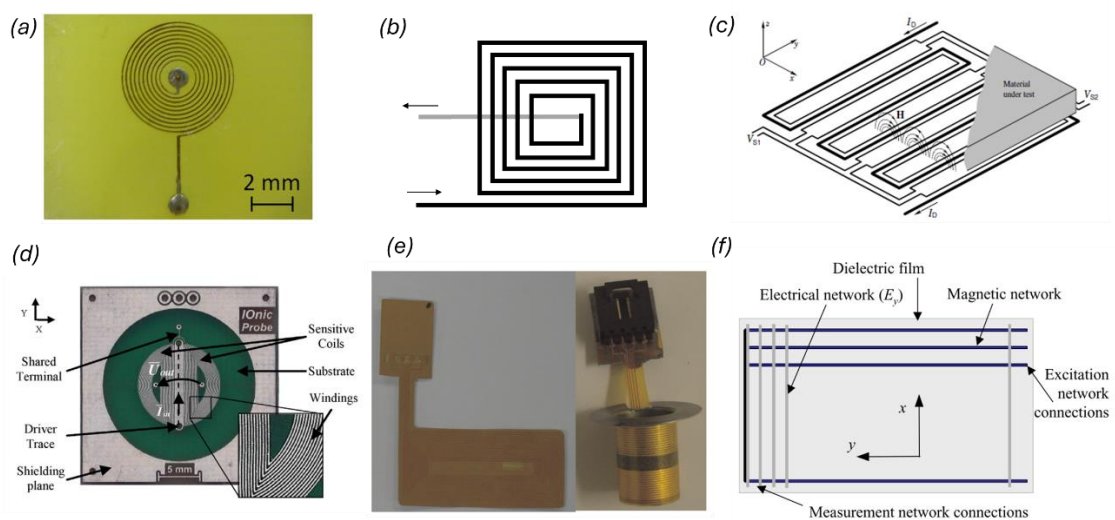 (a)
2 mm
(b)
(c)
z
y
x
O
I_D
Material
under test
H
V_S1
V_S2
I_D
(d)
Y
X
IOnic
Probe
Shared
Terminal
Sensitive
Coils
U_out
Substrate
I_in
Windings
Driver
Trace
Shielding
plane
5 mm
(e)
(f)
Dielectric film
Electrical network (E_y)
Magnetic network
Excitation
network
connections
x
y
Measurement network connections